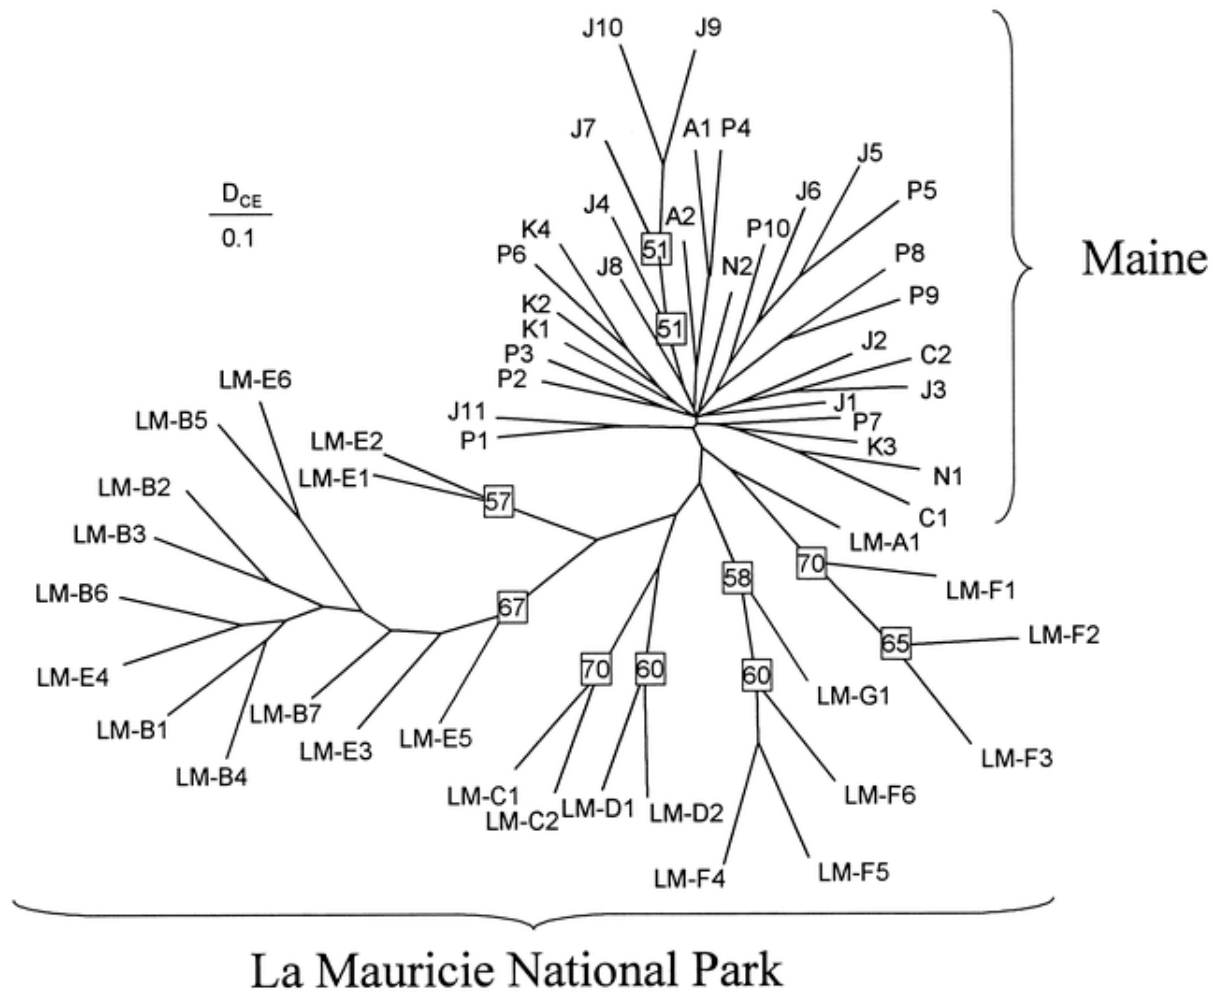 J10 J9
J7 A1 P4
J5
J6 P5
D_CE
0.1
J4 A2
K4 P10
P6 51 P8
J8 N2
Maine
K2 P9
K1 51
P3 J2
P2 C2
LM-E6 J3
J11 J1
LM-B5 P7
P1 K3
LM-E2
LM-E1 N1
LM-B2 57 C1
LM-B3 LM-A1
70
58 LM-F1
LM-B6 67
65 LM-F2
LM-E4 70 60 60
LM-G1
LM-B1 LM-B7
LM-E3 LM-E5
LM-F3
LM-B4
LM-C1 LM-F6
LM-C2 LM-D1 LM-D2
LM-F4 LM-F5
La Mauricie National Park